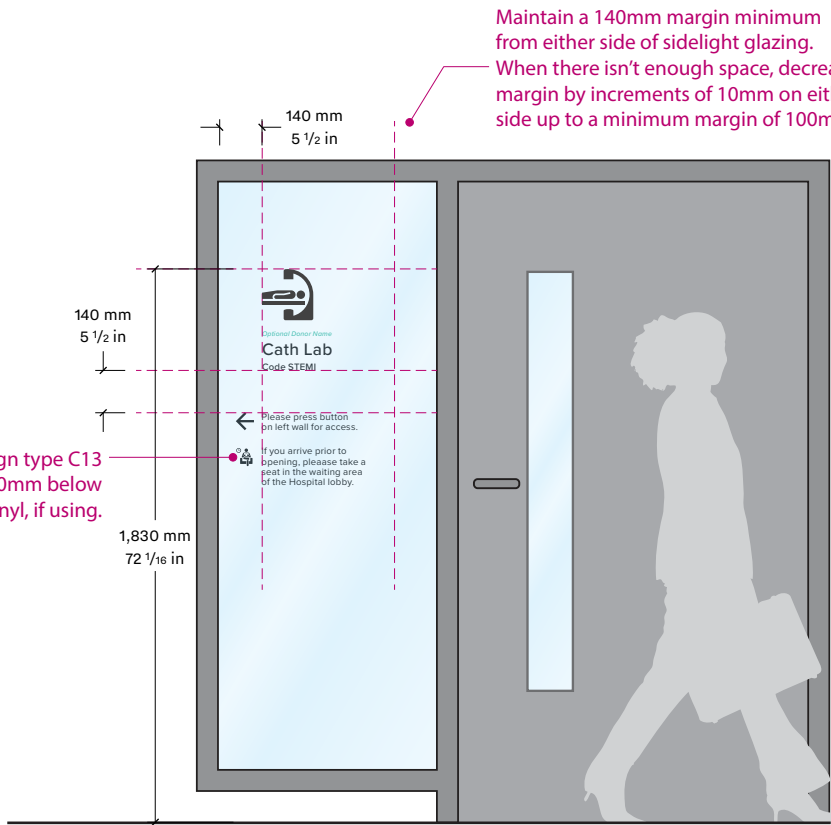 Maintain a 140mm margin minimum
from either side of sidelight glazing.
When there isn't enough space, decrea
margin by increments of 10mm on eit
side up to a minimum margin of 100m
140 mm
5 1/2 in
140 mm
5 1/2 in
Optional Donor Name
Cath Lab
Code STEMI
Please press button
on left wall for access.
If you arrive prior to
opening, pleaase take a
seat in the waiting area
of the Hospital lobby.
gn type C13
0mm below
nyl, if using.
1,830 mm
72 1/16 in